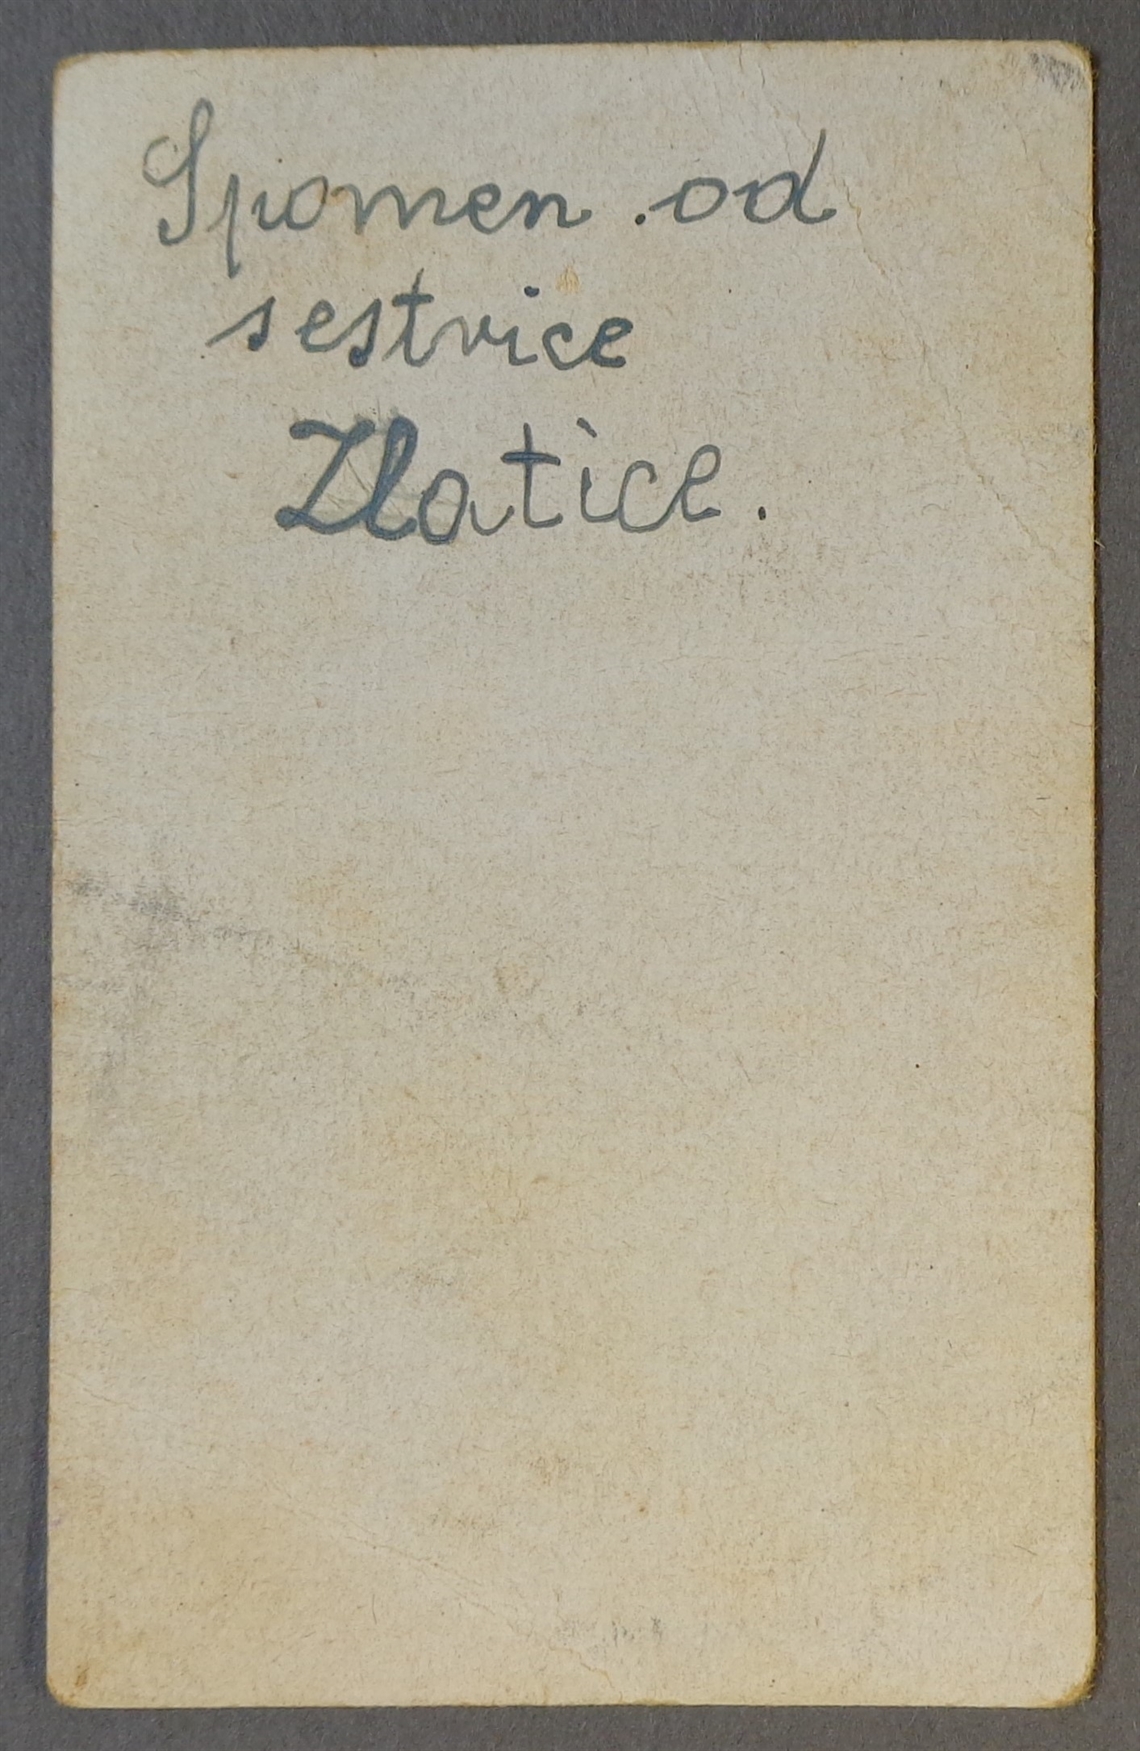 Spomen od
sestrice
Zlatice.